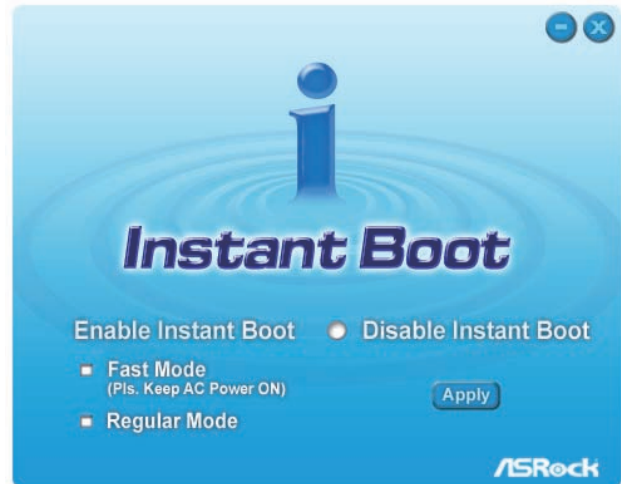 i
Instant Boot
Enable Instant Boot
Disable Instant Boot
Fast Mode
(Pls. Keep AC Power ON)
Apply
Regular Mode
ASRock